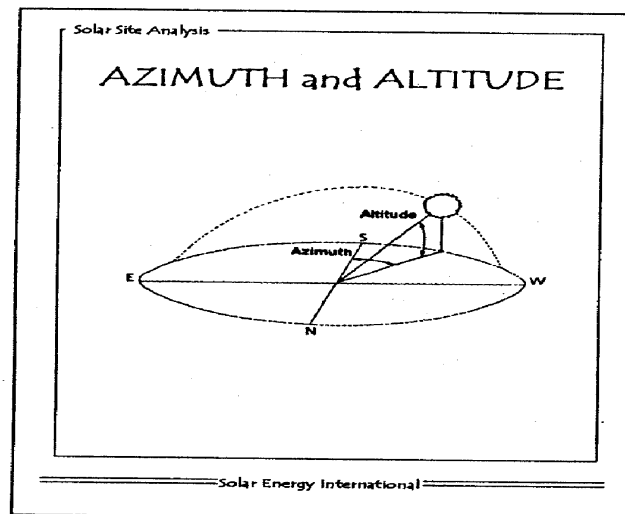 Solar Site Analysis
AZIMUTH and ALTITUDE
Altitude
S
Azimuth
E
W
N
Solar Energy International